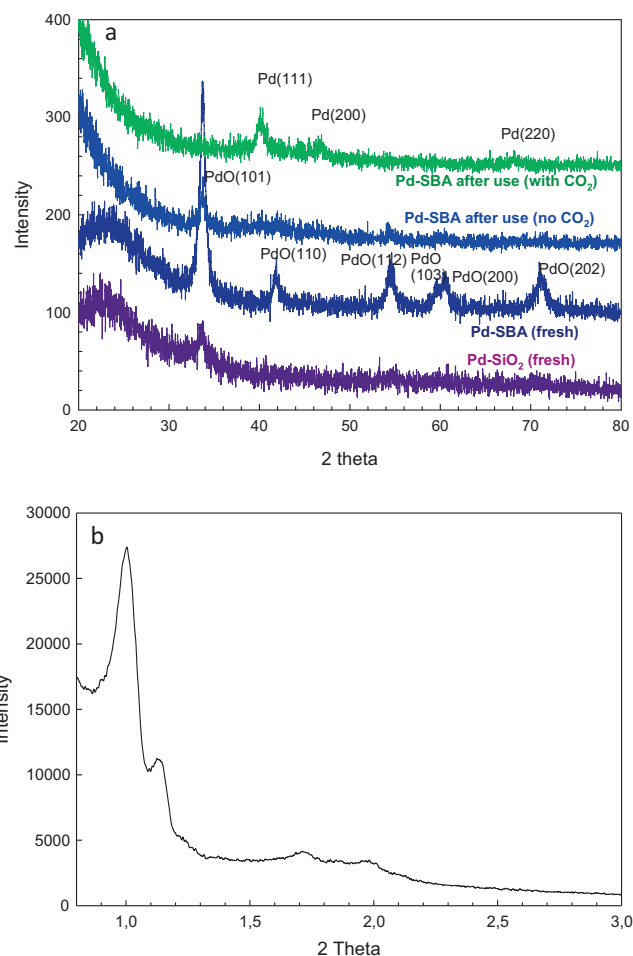 a
400
300
200
100
0
Intensity
Pd(111)
Pd(200)
Pd(220)
Pd-SBA after use (with CO₂)
PdO(101)
Pd-SBA after use (no CO₂)
PdO(110)
PdO(112)
PdO
(103)
PdO(200)
PdO(202)
Pd-SBA (fresh)
Pd-SiO₂ (fresh)
20 30 40 50 60 70 80
2 theta
b
30000
25000
20000
15000
10000
5000
0
Intensity
1,0 1,5 2,0 2,5 3,0
2 Theta